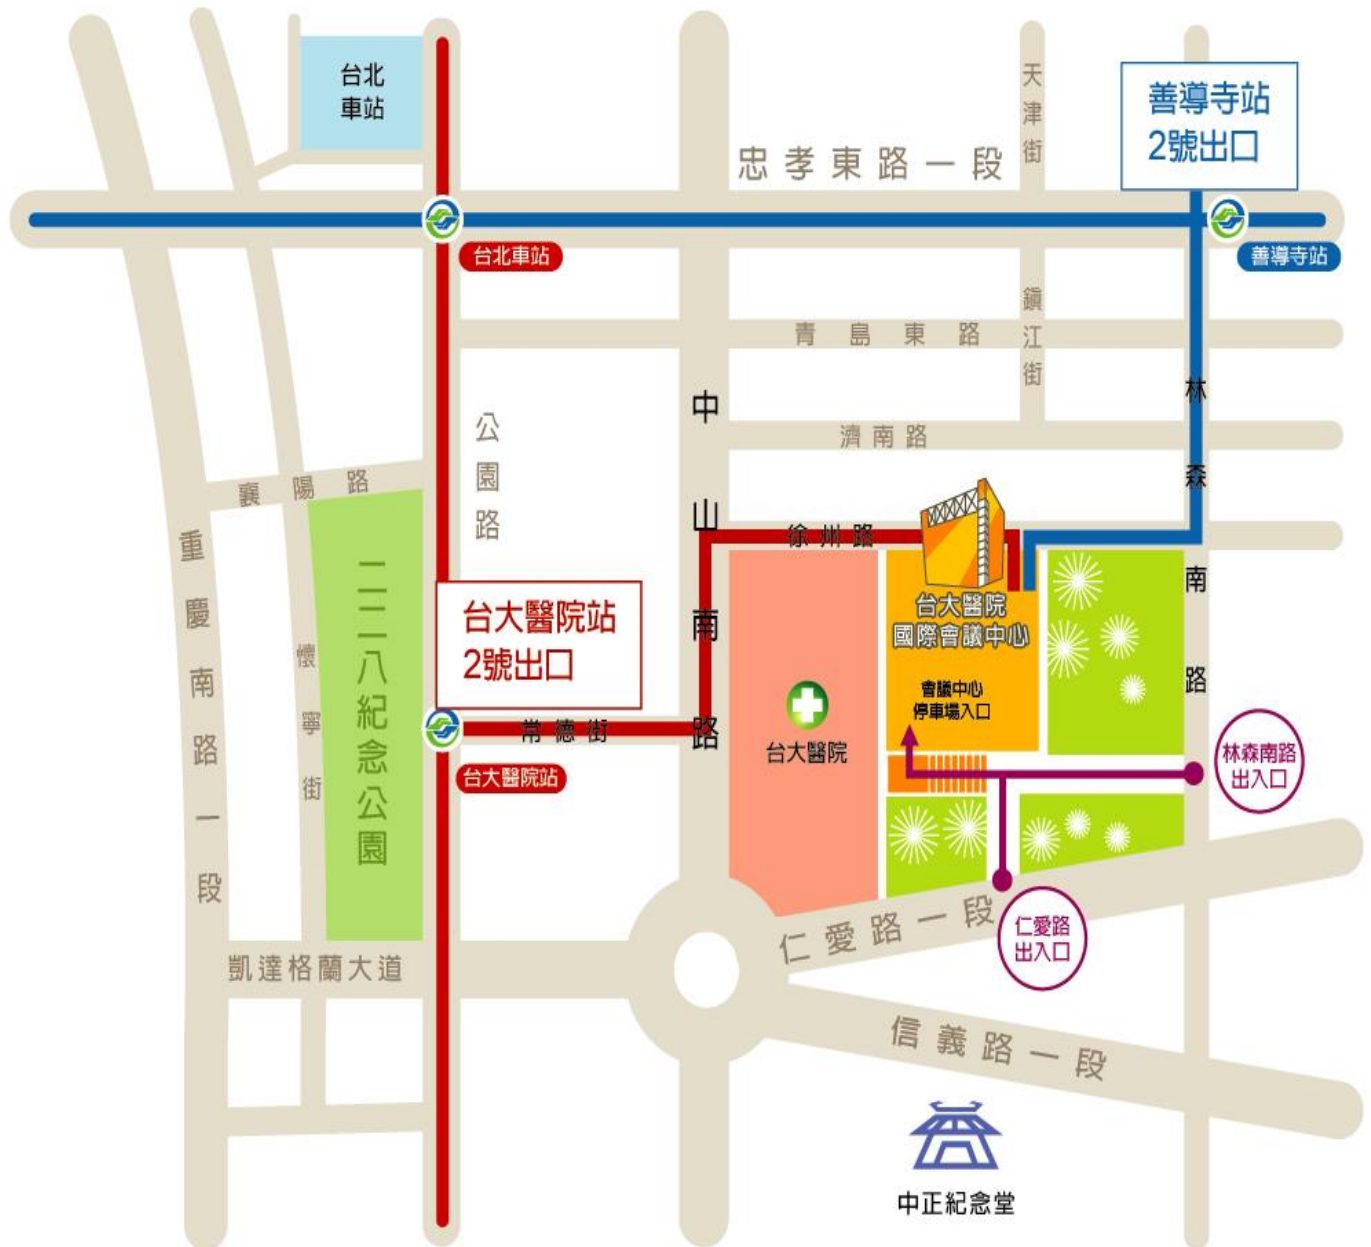 台北
車站
天津街
善導寺站
2號出口
忠孝東路一段
台北車站
善導寺站
鎮江街
青島東路
公園路
中山南路
林森南路
濟南路
襄陽路
徐州路
重慶南路一段
二二八紀念公園
台大醫院站
2號出口
台大醫院
國際會議中心
懷寧街
會議中心
停車場入口
常德街
台大醫院
台大醫院站
林森南路
出入口
仁愛路一段
仁愛路
出入口
凱達格蘭大道
信義路一段
中正紀念堂